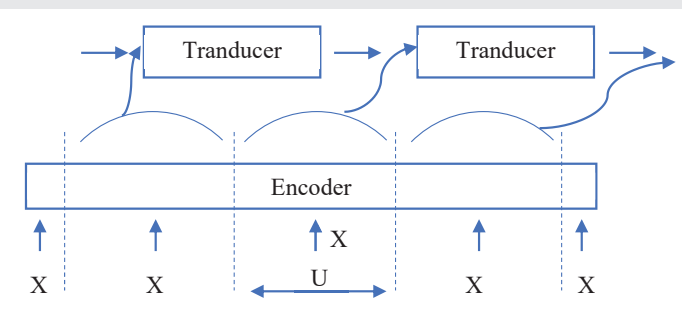 Tranducer Tranducer
Encoder
X
U
X X X X